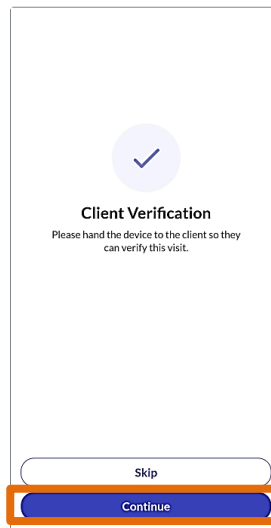 Client Verification
Please hand the device to the client so they
can verify this visit.
Skip
Continue